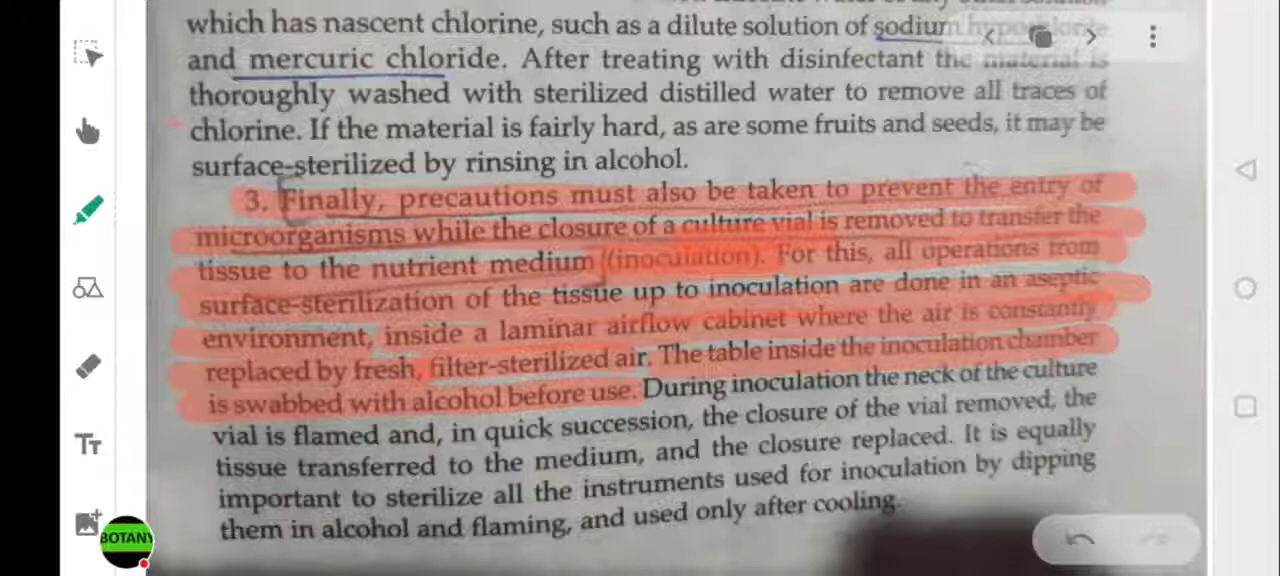 which has nascent chlorine, such as a dilute solution of sodium hypochlorite
and mercuric chloride. After treating with disinfectant the material is
thoroughly washed with sterilized distilled water to remove all traces of
chlorine. If the material is fairly hard, as are some fruits and seeds, it may be
surface-sterilized by rinsing in alcohol.
3. Finally, precautions must also be taken to prevent the entry of
microorganisms while the closure of a culture vial is removed to transfer the
tissue to the nutrient medium (inoculation). For this, all operations from
surface-sterilization of the tissue up to inoculation are done in an aseptic
environment, inside a laminar airflow cabinet where the air is constantly
replaced by fresh, filter-sterilized air. The table inside the inoculation chamber
is swabbed with alcohol before use. During inoculation the neck of the culture
vial is flamed and, in quick succession, the closure of the vial removed, the
tissue transferred to the medium, and the closure replaced. It is equally
important to sterilize all the instruments used for inoculation by dipping
them in alcohol and flaming, and used only after cooling.
TT
BOTANY